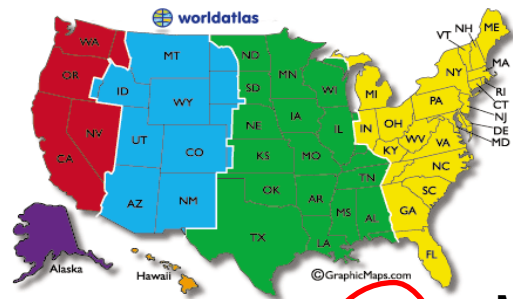 worldatlas
WA
MT
ND
MN
VT
NH
ME
OR
ID
WY
SD
WI
MI
NY
MA
RI
CT
NJ
DE
MD
NV
UT
CO
NE
IA
IL
IN
OH
PA
WV
VA
KY
CA
KS
MO
NC
TN
SC
AZ
NM
OK
AR
MS
AL
GA
TX
LA
FL
Alaska
Hawaii
©GraphicMaps.com